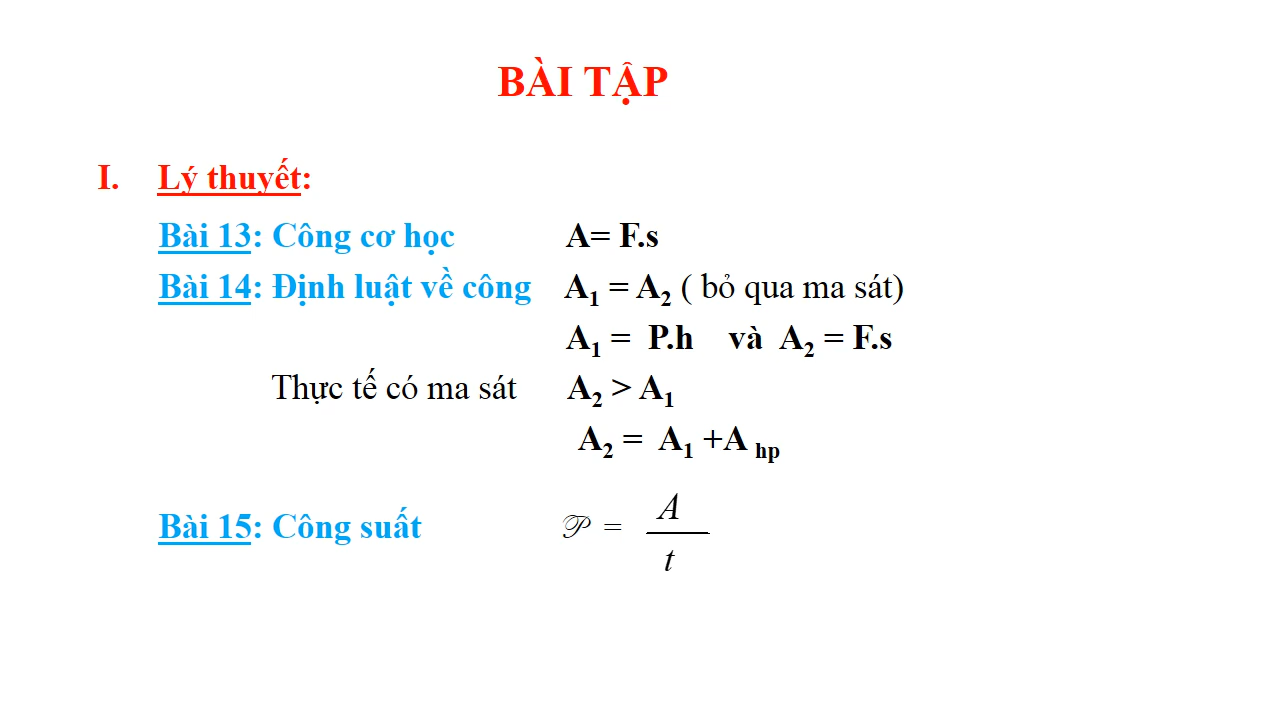 BÀI TẬP
I. Lý thuyết:
Bài 13: Công cơ học A= F.s
Bài 14: Định luật về công A₁ = A₂ ( bỏ qua ma sát)
A₁ = P.h và A₂ = F.s
Thực tế có ma sát A₂ > A₁
A₂ = A₁ +A hp
Bài 15: Công suất 𝒫 = A/t